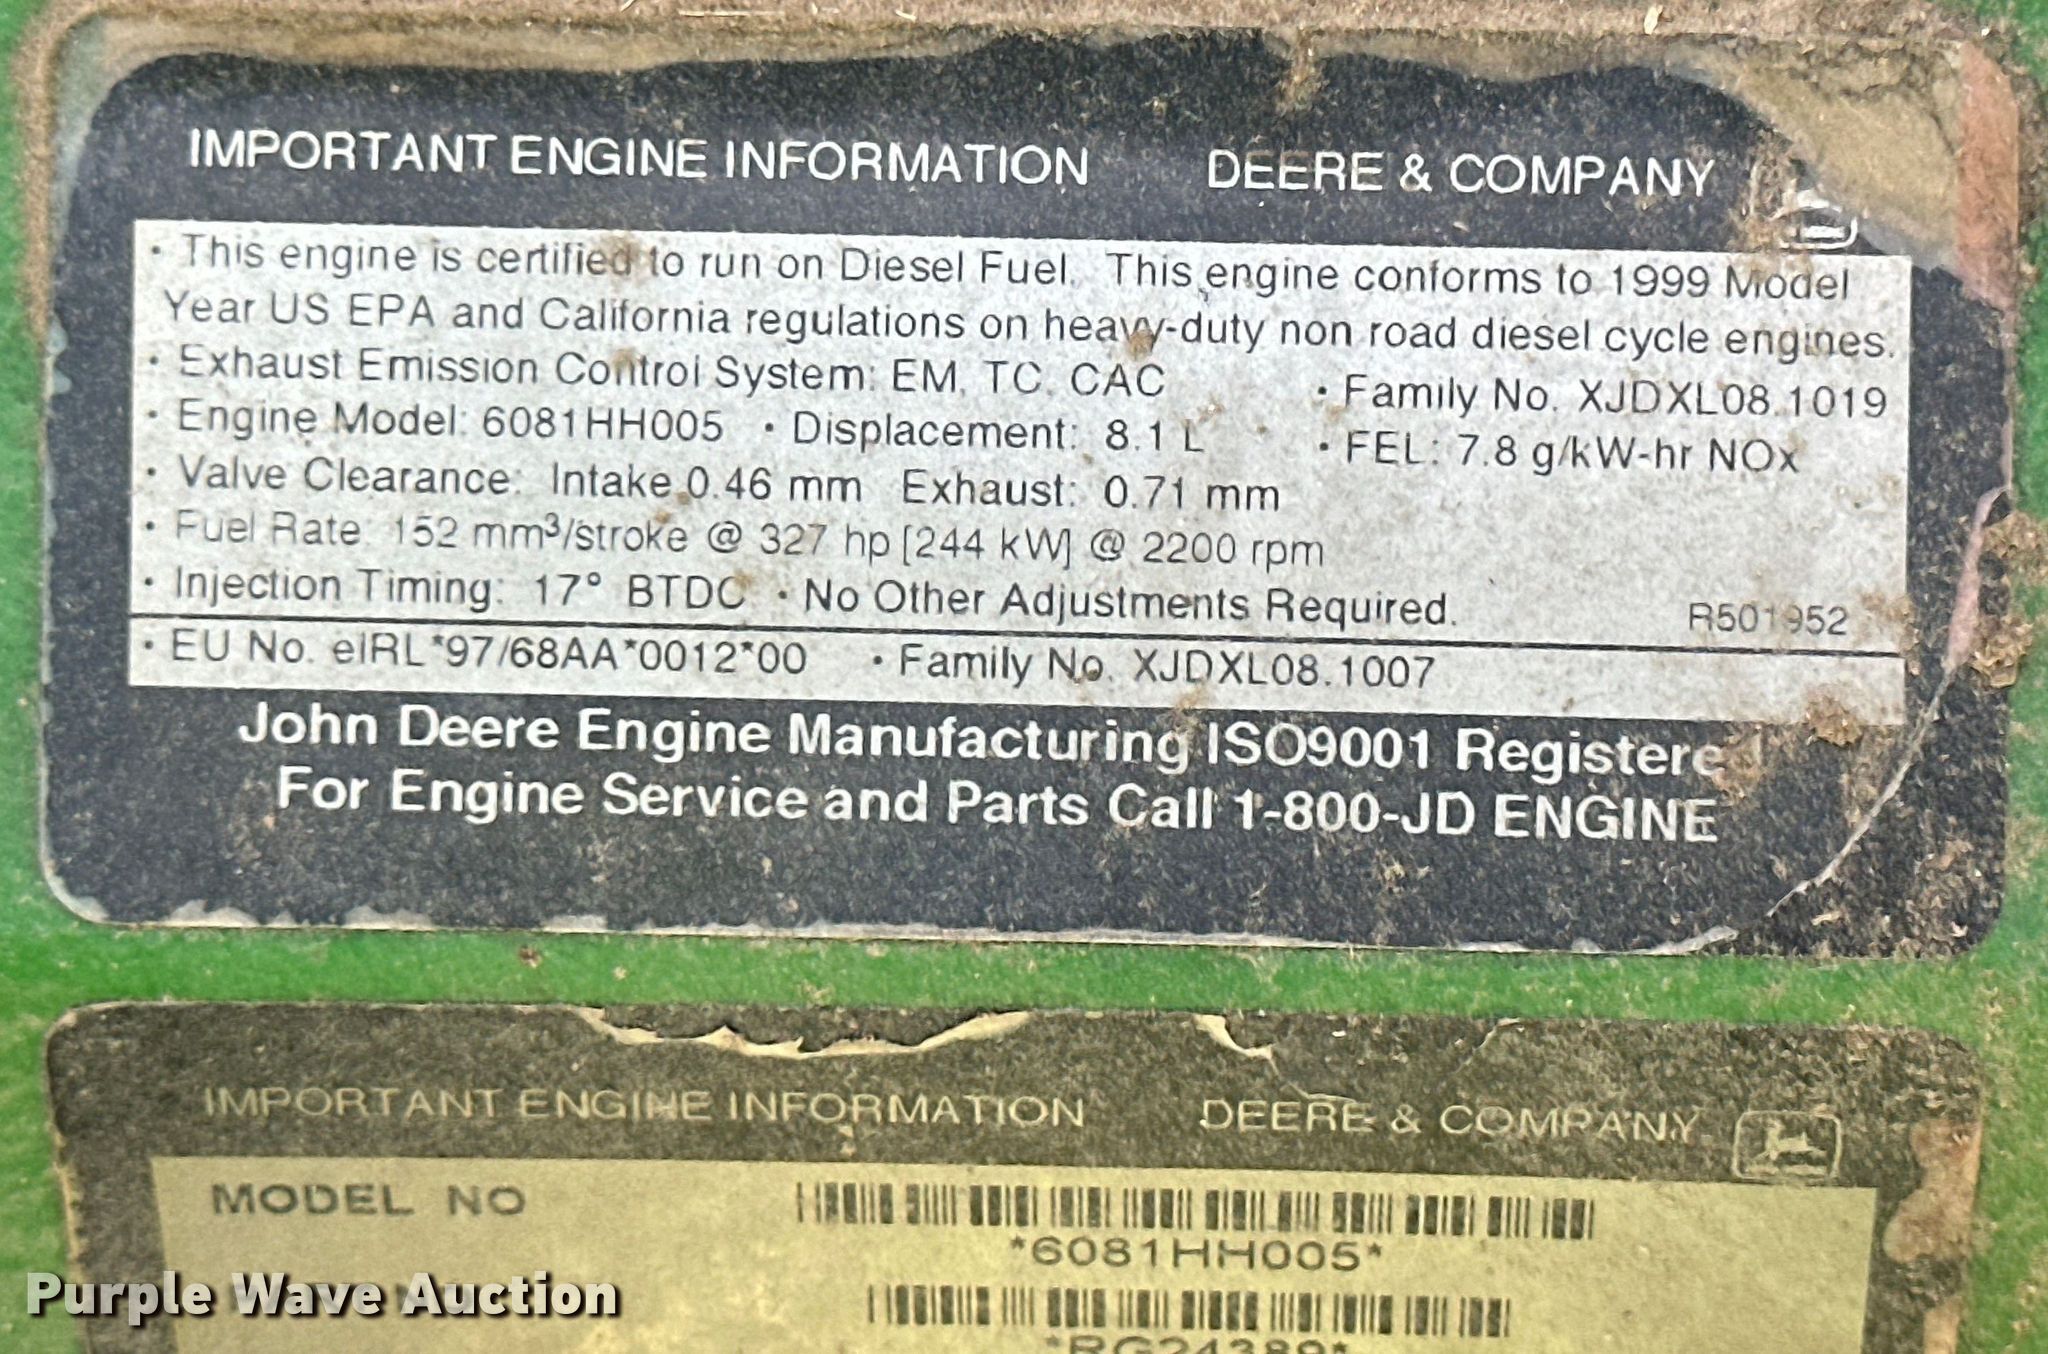 IMPORTANT ENGINE INFORMATION DEERE & COMPANY
• This engine is certified to run on Diesel Fuel. This engine conforms to 1999 Model
Year US EPA and California regulations on heavy-duty non road diesel cycle engines.
• Exhaust Emission Control System: EM, TC, CAC • Family No. XJDXL08.1019
• Engine Model: 6081HH005 • Displacement: 8.1 L • FEL: 7.8 g/kW-hr NOx
• Valve Clearance: Intake 0.46 mm Exhaust: 0.71 mm
• Fuel Rate: 152 mm³/stroke @ 327 hp [244 kW] @ 2200 rpm
• Injection Timing: 17° BTDC • No Other Adjustments Required. R501952
• EU No. eIRL*97/68AA*0012*00 • Family No. XJDXL08.1007
John Deere Engine Manufacturing ISO9001 Registered
For Engine Service and Parts Call 1-800-JD ENGINE
IMPORTANT ENGINE INFORMATION DEERE & COMPANY
MODEL NO
*6081HH005*
Purple Wave Auction